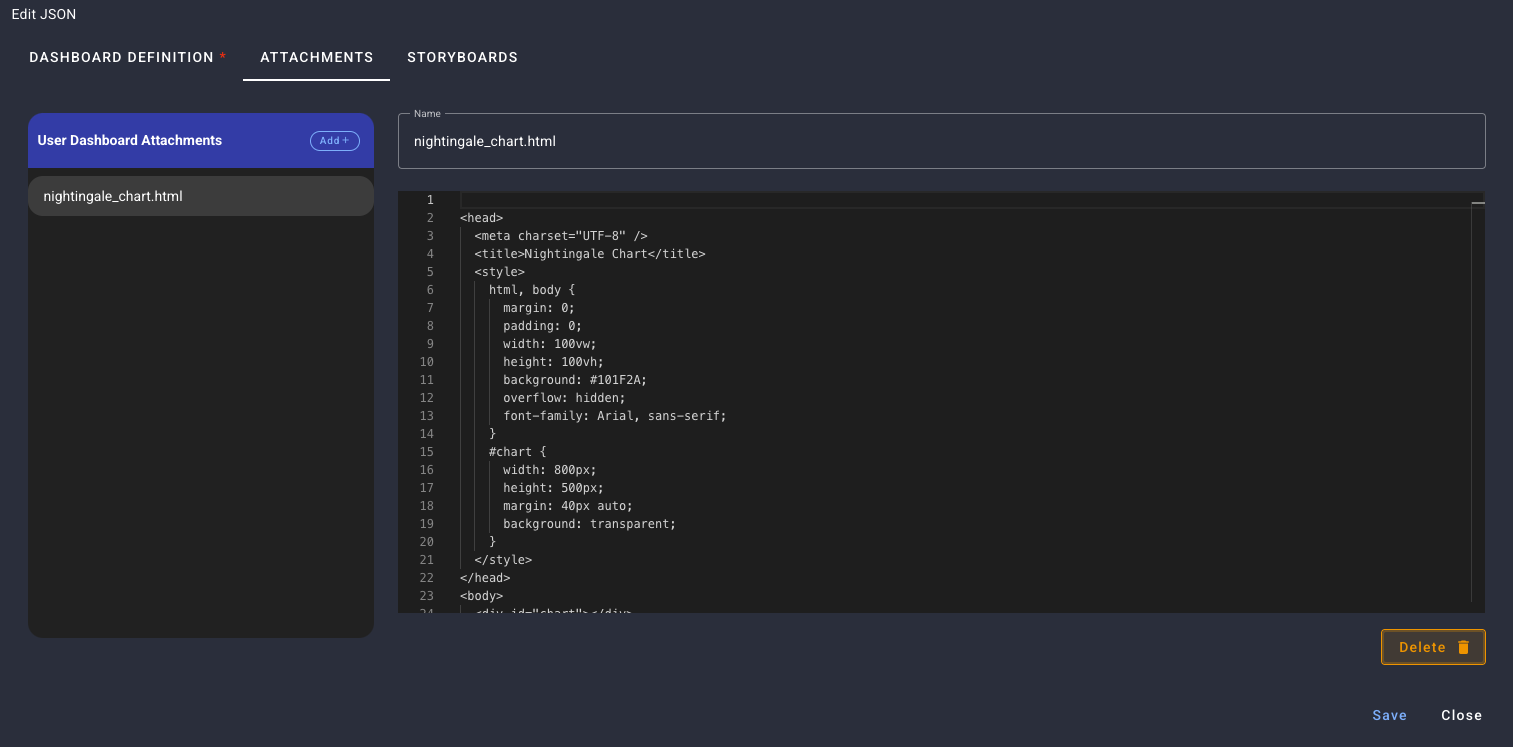 Edit JSON
DASHBOARD DEFINITION *
ATTACHMENTS
STORYBOARDS
User Dashboard Attachments
Add +
nightingale_chart.html
Name
nightingale_chart.html
1
2 <head>
3 <meta charset="UTF-8" />
4 <title>Nightingale Chart</title>
5 <style>
6 html, body {
7 margin: 0;
8 padding: 0;
9 width: 100vw;
10 height: 100vh;
11 background: #101F2A;
12 overflow: hidden;
13 font-family: Arial, sans-serif;
14 }
15 #chart {
16 width: 800px;
17 height: 500px;
18 margin: 40px auto;
19 background: transparent;
20 }
21 </style>
22 </head>
23 <body>
24 <div id="chart"></div>
Delete
Save
Close